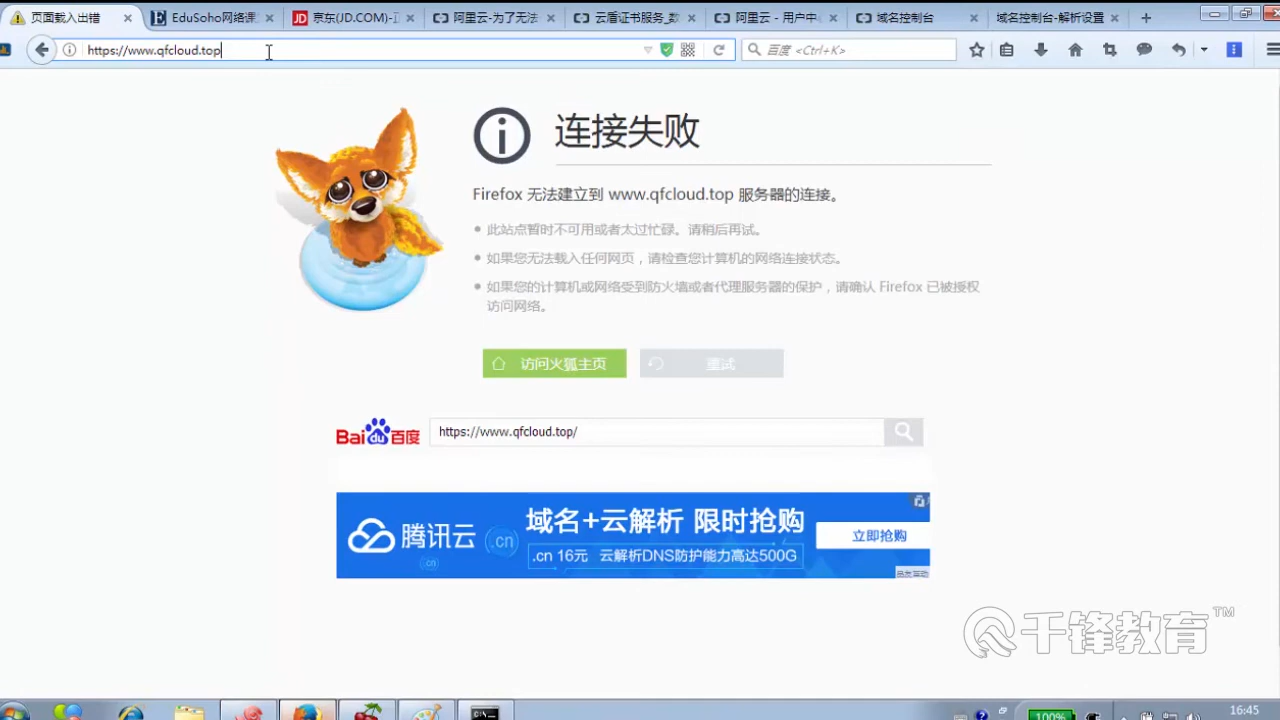 页面载入出错
EduSoho网络课
京东(JD.COM)-正
阿里云-为了无法
云盾证书服务_数
阿里云 - 用户中
域名控制台
域名控制台-解析设置
https://www.qfcloud.top
百度 <Ctrl+K>
连接失败
Firefox 无法建立到 www.qfcloud.top 服务器的连接。
此站点暂时不可用或者太过忙碌。请稍后再试。
如果您无法载入任何网页，请检查您计算机的网络连接状态。
如果您的计算机或网络受到防火墙或者代理服务器的保护，请确认 Firefox 已被授权
访问网络。
访问火狐主页
重试
Bai du 百度
https://www.qfcloud.top/
腾讯云
.cn
.cn
域名+云解析 限时抢购
.cn 16元 云解析DNS防护能力高达500G
立即抢购
千锋教育™
100%
16:45